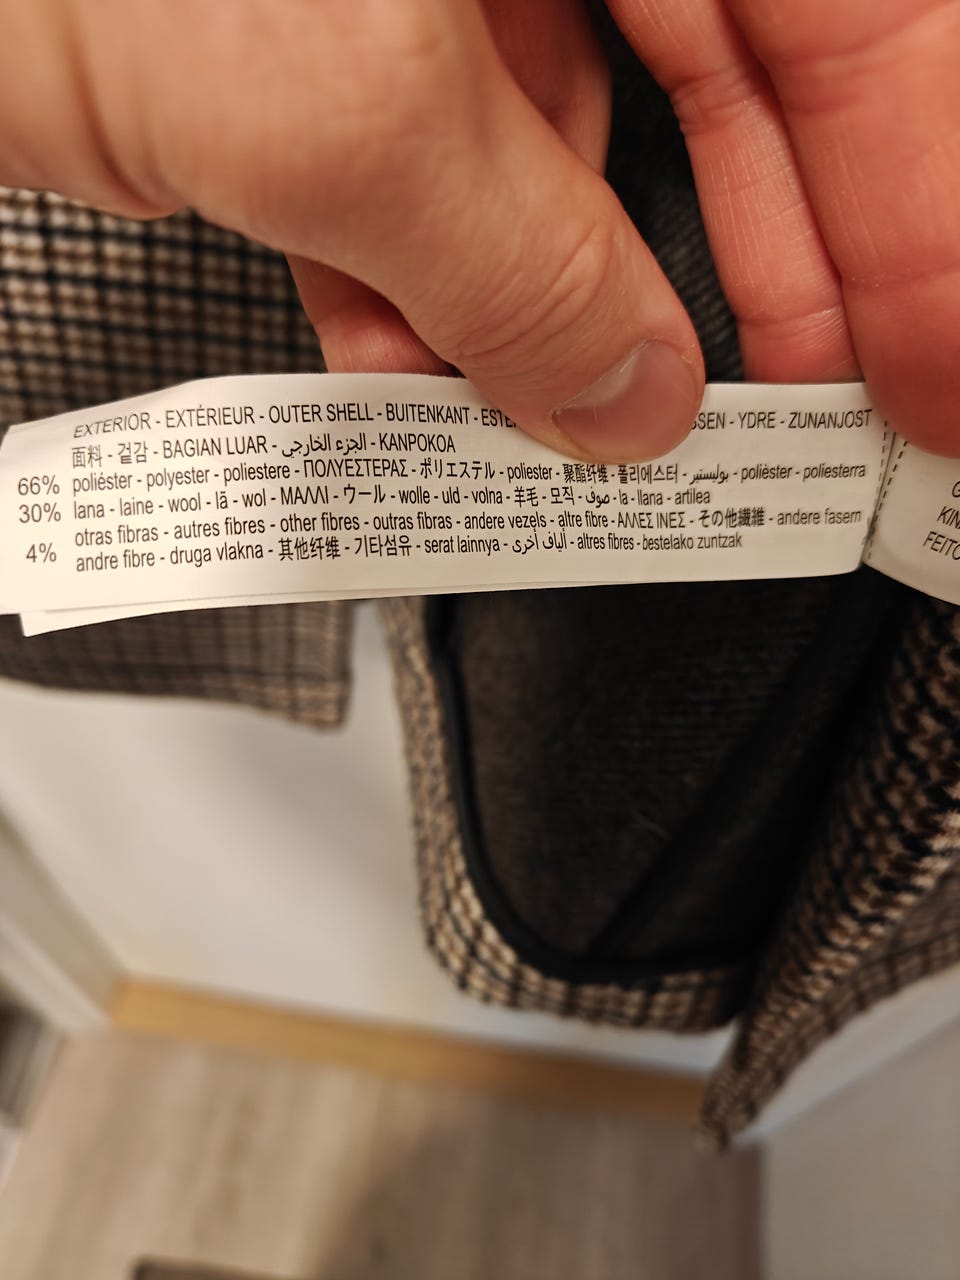 EXTERIOR - EXTÉRIEUR - OUTER SHELL - BUITENKANT - - YDRE - ZUNANJOST
面料 - 겉감 - BAGIAN LUAR - الجزء الخارجي - KANPOKOA
66% poliéster - polyester - poliestere - ΠΟΛΥΕΣΤΕΡΑΣ - ポリエステル - poliester - 聚酯纤维 - 폴리에스터 - بوليستير - polièster - poliesterra
30% lana - laine - wool - lã - wol - ΜΑΛΛΙ - ウール - wolle - uld - volna - 羊毛 - 모직 - صوف - la - llana - artilea
otras fibras - autres fibres - other fibres - outras fibras - andere vezels - altre fibre - ΑΛΛΕΣ ΙΝΕΣ - その他繊維 - andere fasern
4% andre fibre - druga vlakna - 其他纤维 - 기타섬유 - serat lainnya - ألياف أخرى - altres fibres - bestelako zuntzak